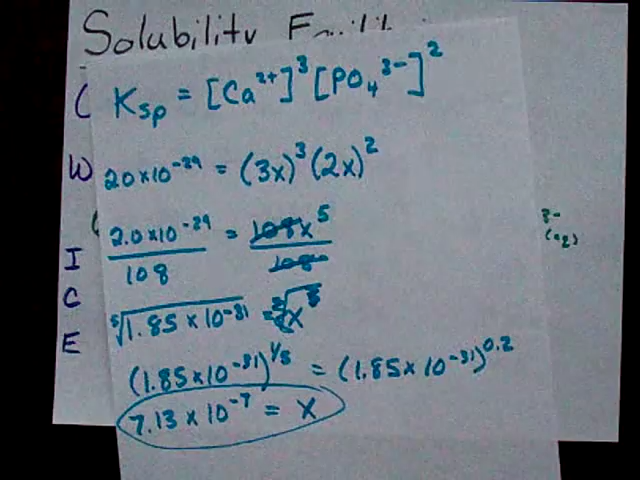 Solubility
C Ksp = [Ca²⁺]³ [PO₄³⁻]²
W 2.0×10⁻²⁹ = (3x)³ (2x)²
2.0×10⁻²⁹ / 108 = 108x⁵ / 108
3-
(aq)
I
C ⁵√1.85 × 10⁻³¹ = ⁵√x⁵
E
(1.85×10⁻³¹)^1/5 = (1.85×10⁻³¹)^0.2
7.13 × 10⁻⁷ = x